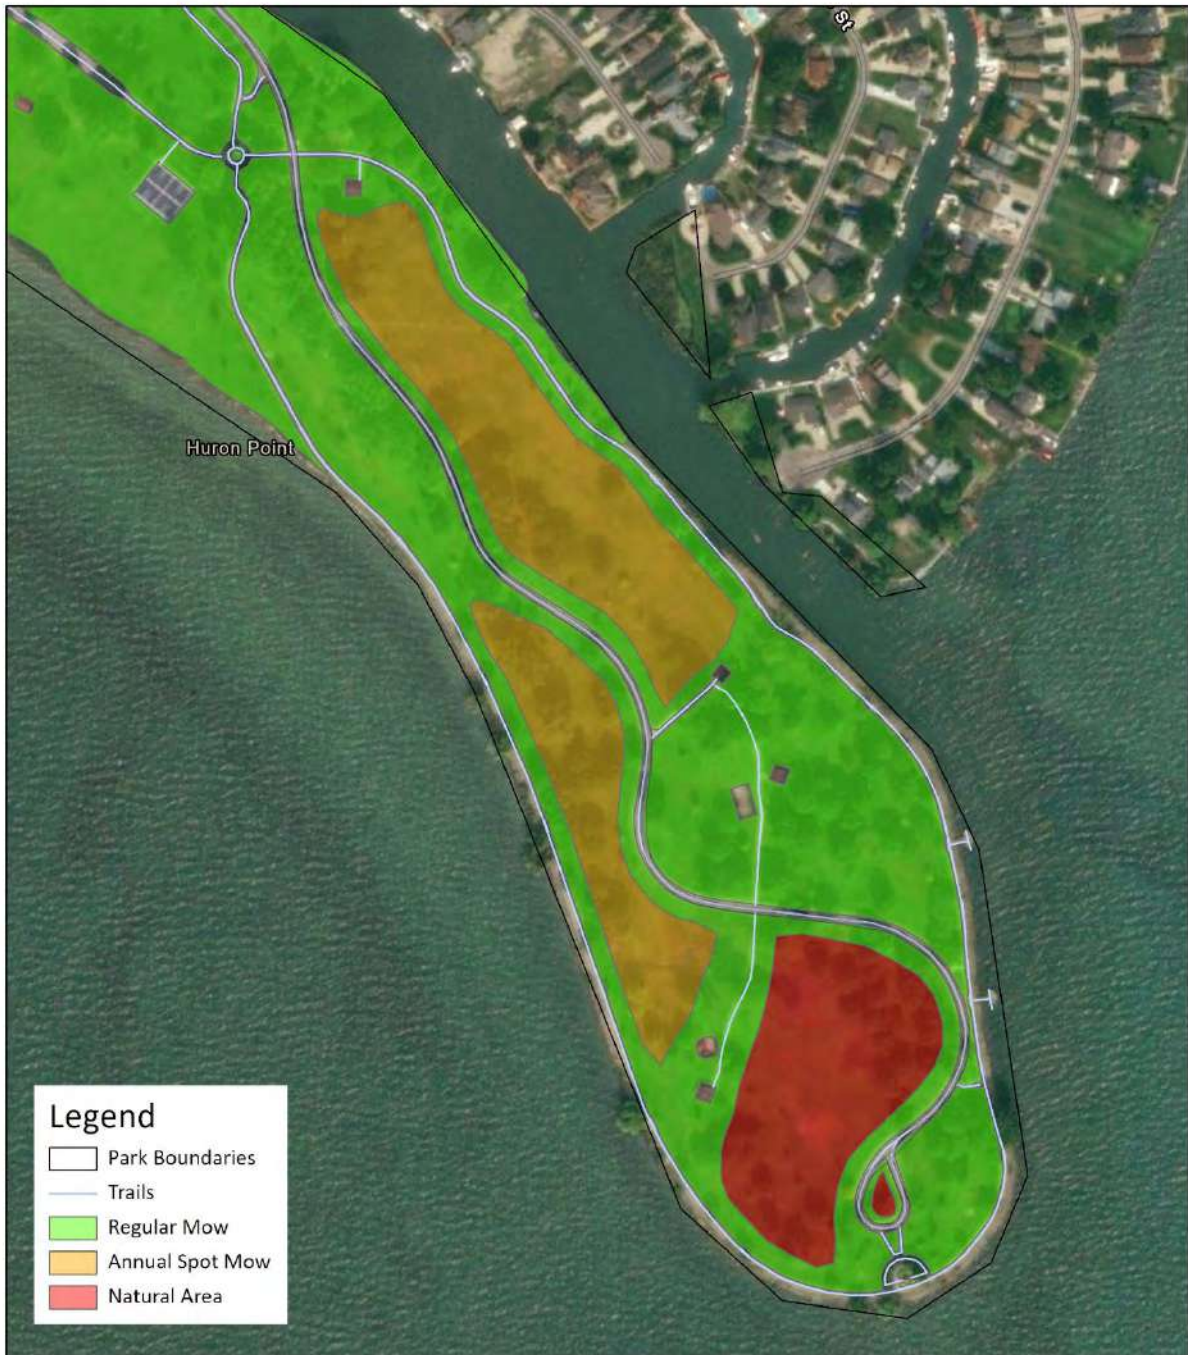 St
Huron Point
Legend
Park Boundaries
Trails
Regular Mow
Annual Spot Mow
Natural Area